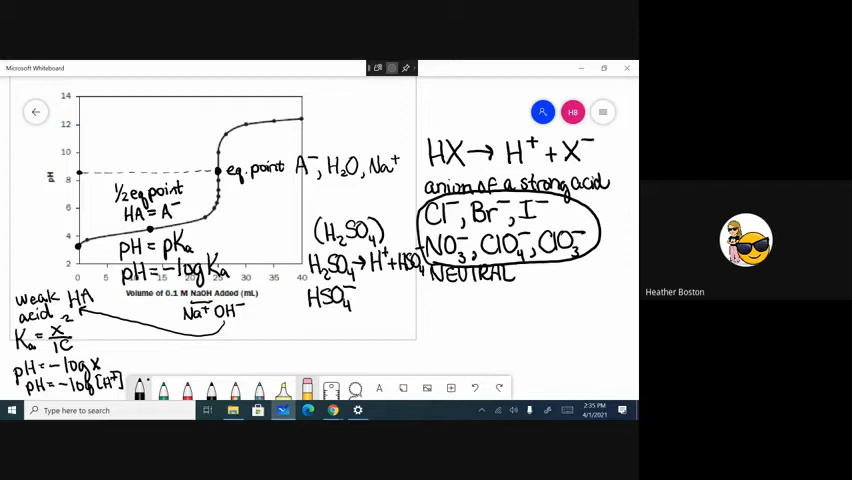 Microsoft Whiteboard
14
12
10
8
6
4
2
pH
0
5
10
15
20
25
30
35
40
Volume of 0.1 M NaOH Added (mL)
eq. point A⁻, H₂O, Na⁺
1/2 eq point
HA = A⁻
pH = pKa
pH = -log Ka
Na⁺ OH⁻
weak HA
acid
Ka = x²/IC
pH = -log x
pH = -log [H⁺]
(H₂SO₄)
H₂SO₄ → H⁺ + HSO₄⁻
HSO₄⁻
HX → H⁺ + X⁻
anion of a strong acid
Cl⁻, Br⁻, I⁻
NO₃⁻, ClO₄⁻, ClO₃⁻
NEUTRAL
HB
A
Type here to search
2:35 PM
4/1/2021
Heather Boston